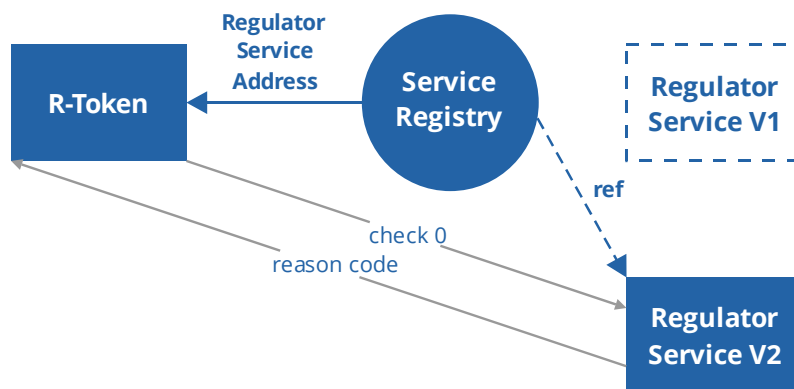 Regulator
Service
Address
R-Token
Service
Registry
Regulator
Service V1
ref
check 0
reason code
Regulator
Service V2